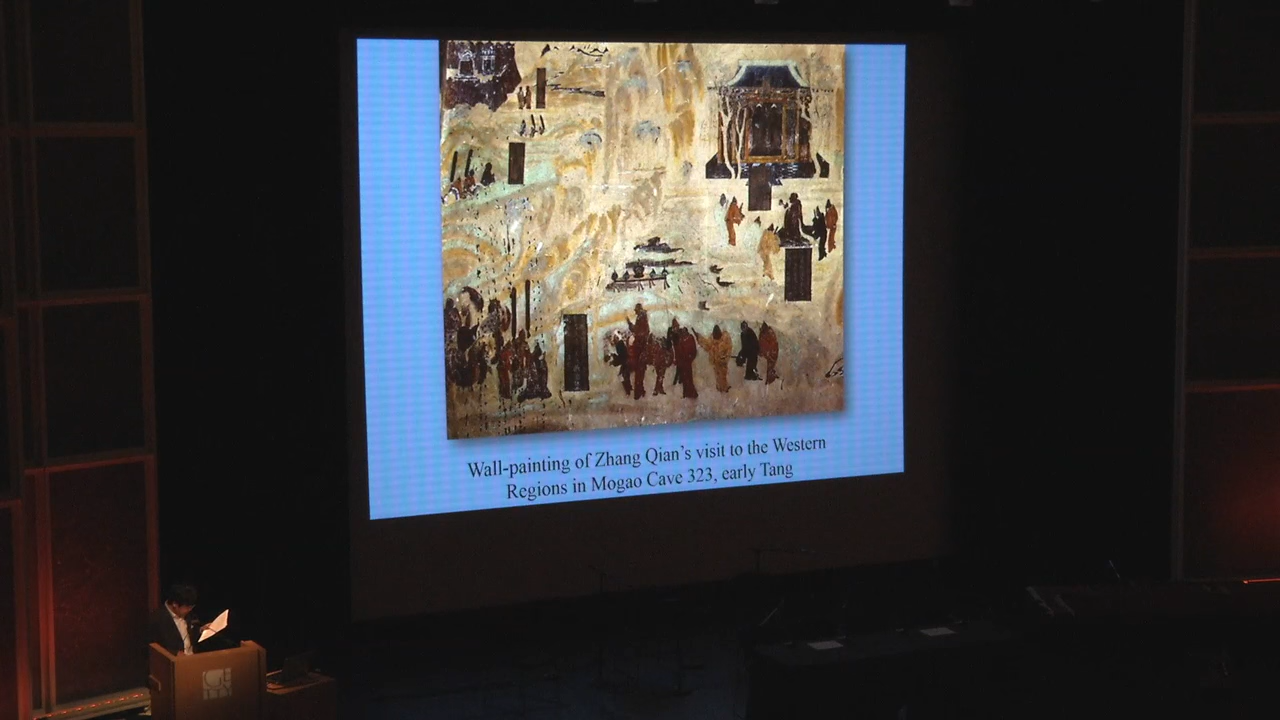 Wall-painting of Zhang Qian's visit to the Western
Regions in Mogao Cave 323, early Tang